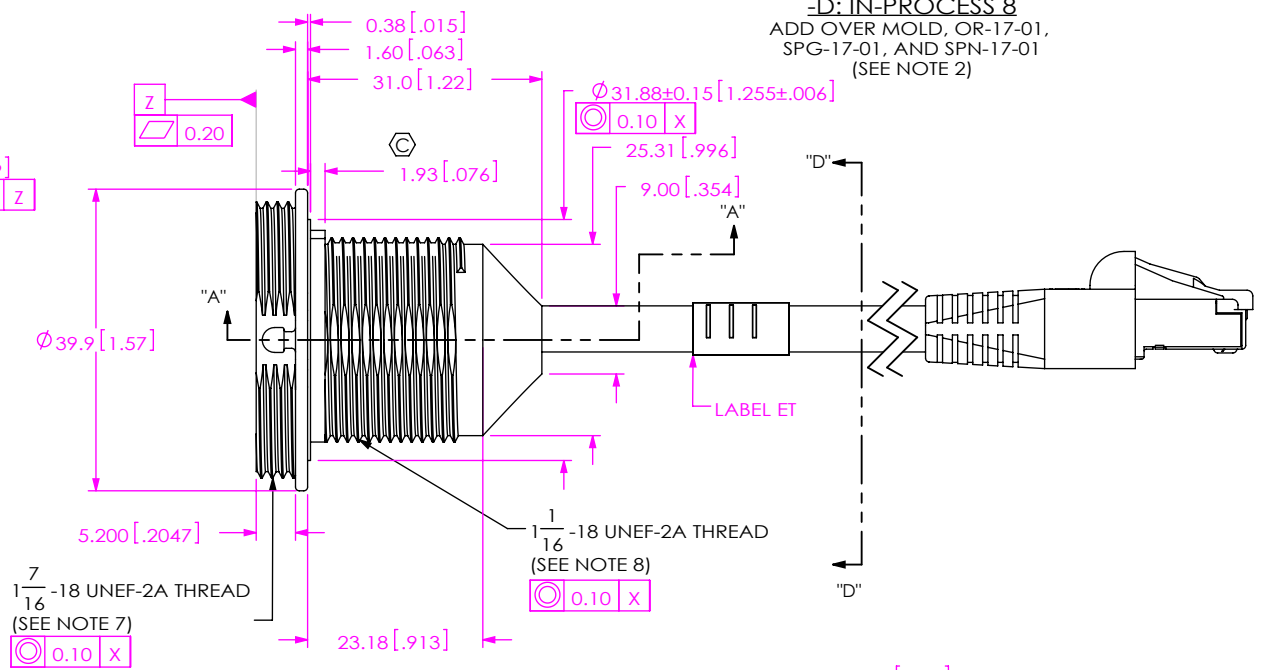 -D: IN-PROCESS 8
ADD OVER MOLD, OR-17-01,
SPG-17-01, AND SPN-17-01
(SEE NOTE 2)
0.38 [.015]
1.60 [.063]
31.0 [1.22]
Ø 31.88±0.15 [1.255±.006]
0.10 X
Z
0.20
C
1.93 [.076]
25.31 [.996]
9.00 [.354]
"D"
]
Z
"A"
"A"
Ø 39.9 [1.57]
LABEL ET
5.200 [.2047]
1 1/16 -18 UNEF-2A THREAD
(SEE NOTE 8)
0.10 X
"D"
1 7/16 -18 UNEF-2A THREAD
(SEE NOTE 7)
0.10 X
23.18 [.913]